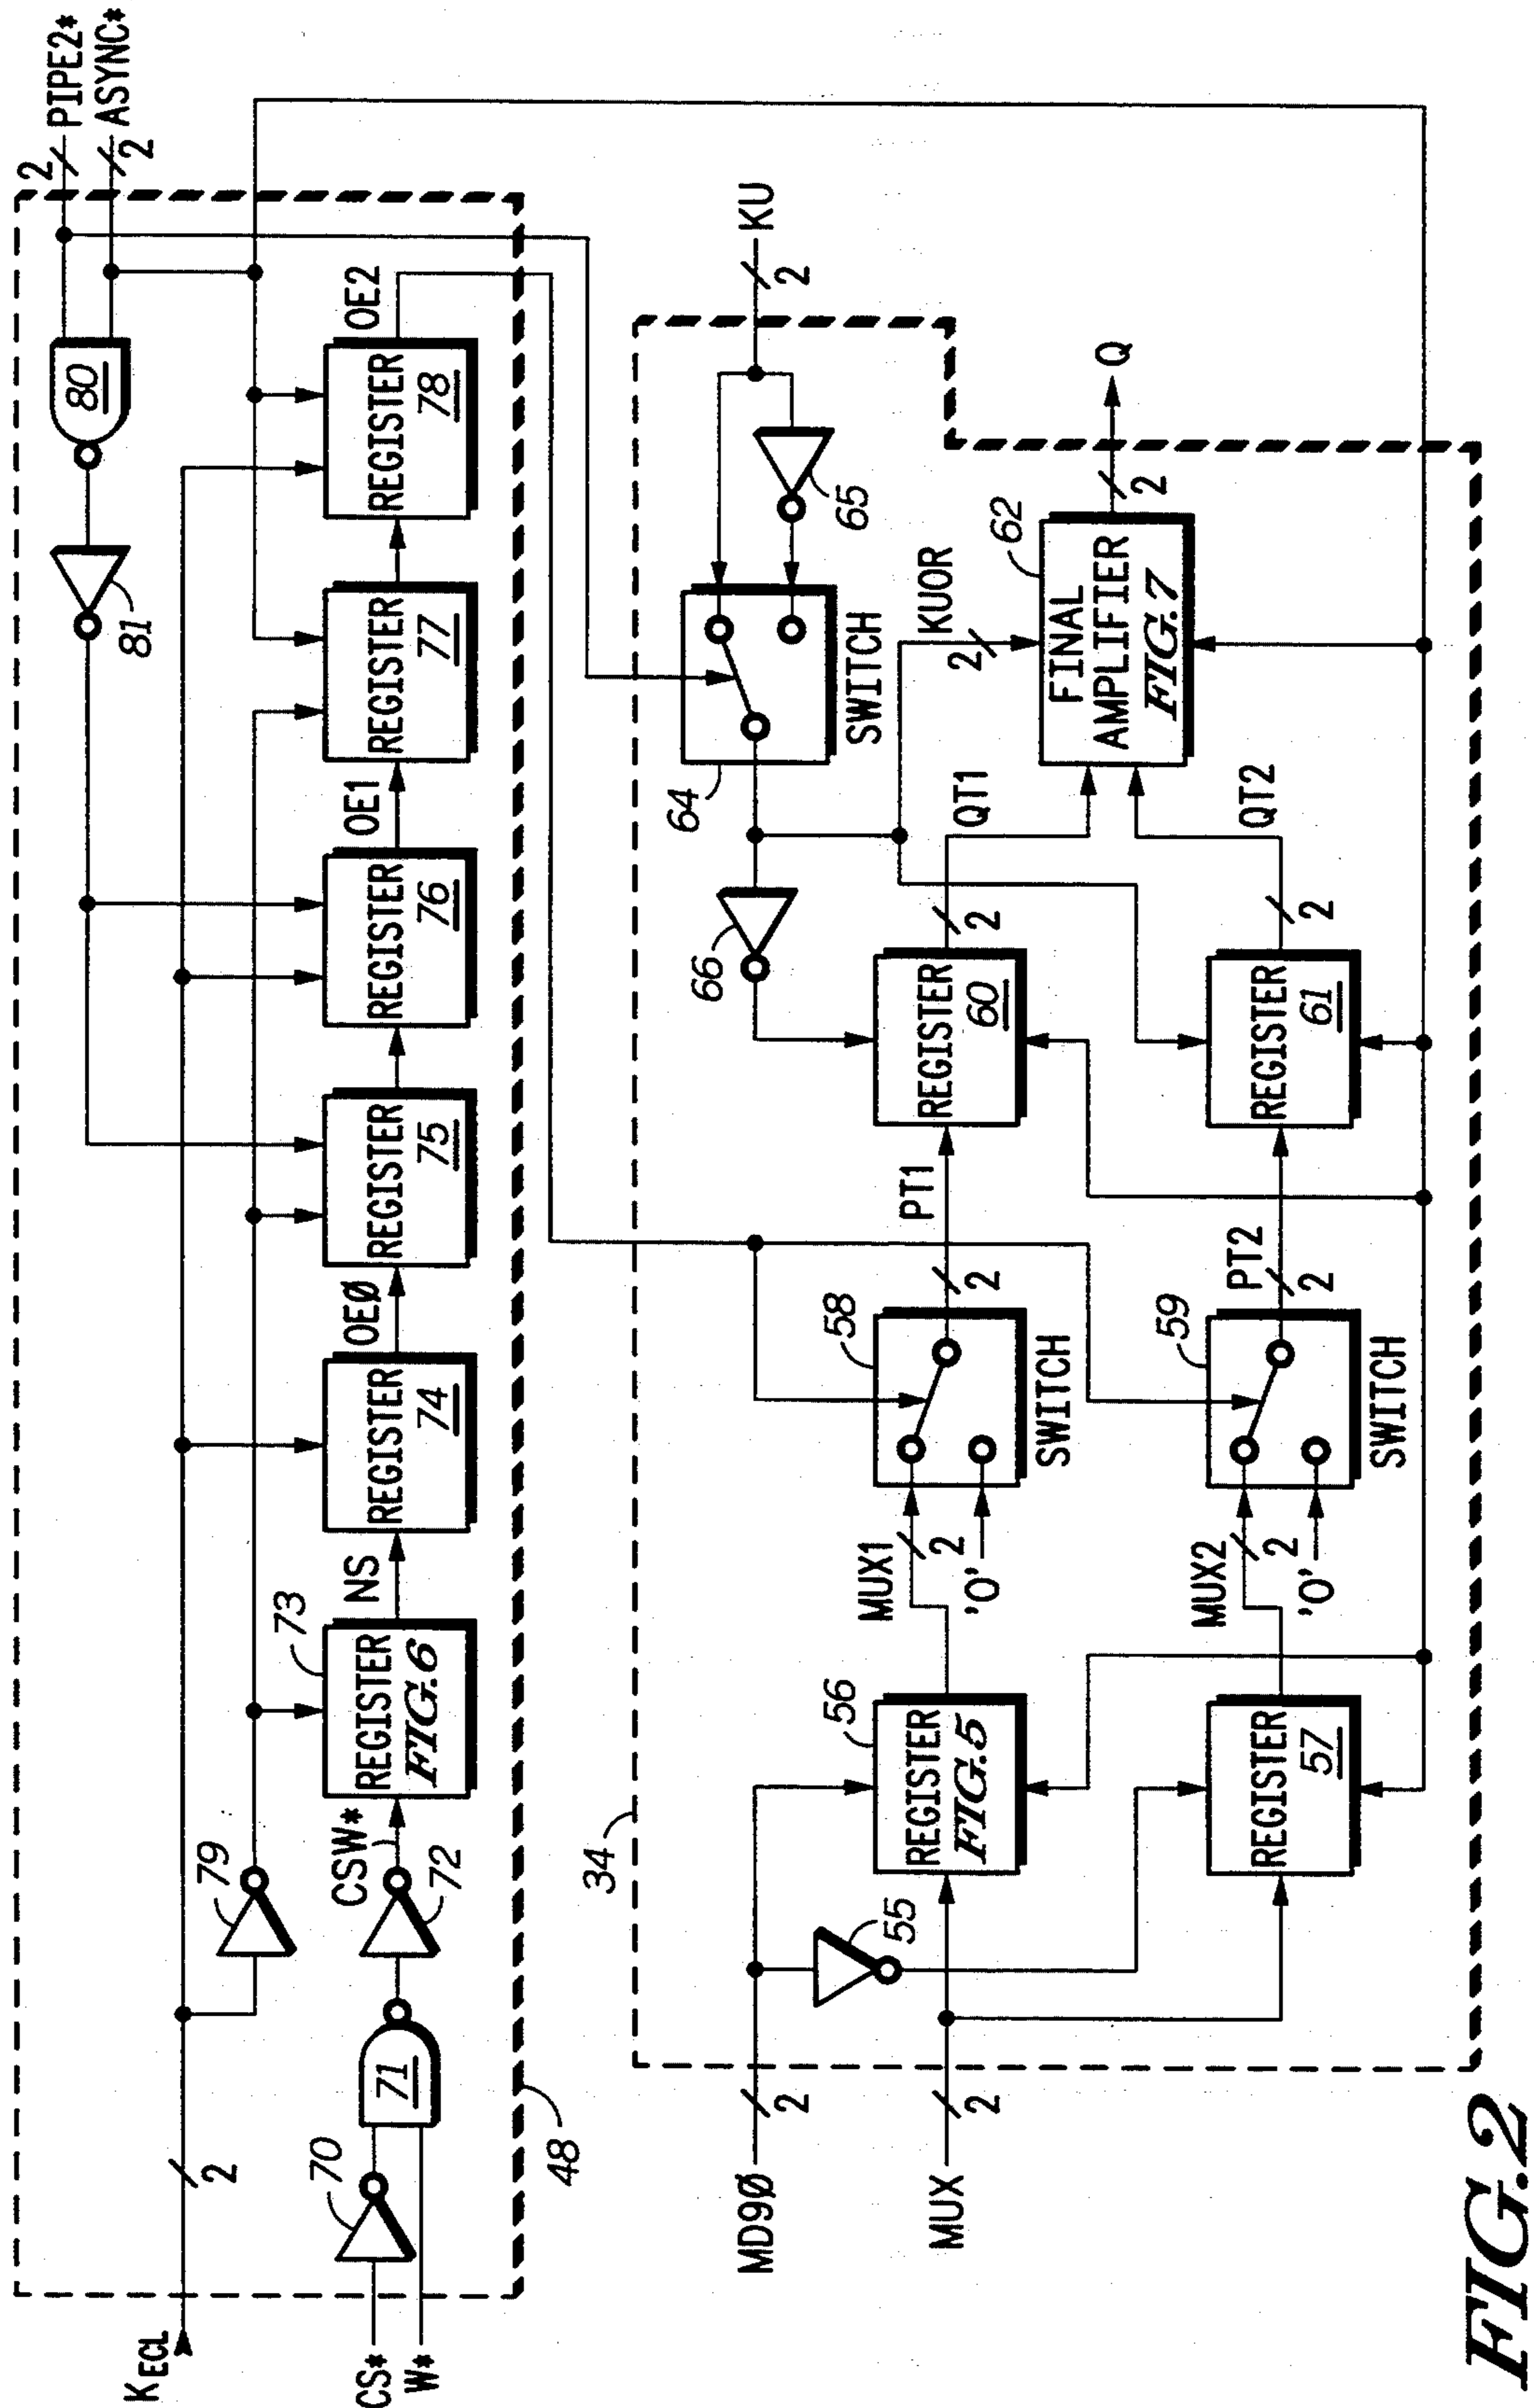 PIPE2*
ASYNC*
2
2
80
81
KECL
2
79
CS*
W*
70
71
72
CSW*
73
REGISTER
FIG.6
NS
REGISTER
74
OEØ
REGISTER
75
REGISTER
76
OE1
REGISTER
77
REGISTER
78
OE2
48
34
KU
2
65
64
SWITCH
66
KUOR
2
MD9Ø
2
MUX
2
55
56
REGISTER
FIG.5
MUX1
2
'O'
58
SWITCH
PT1
2
REGISTER
60
2
QT1
62
FINAL
AMPLIFIER
FIG.7
2
Q
REGISTER
57
MUX2
2
'O'
59
SWITCH
PT2
2
REGISTER
61
2
QT2
FIG.2